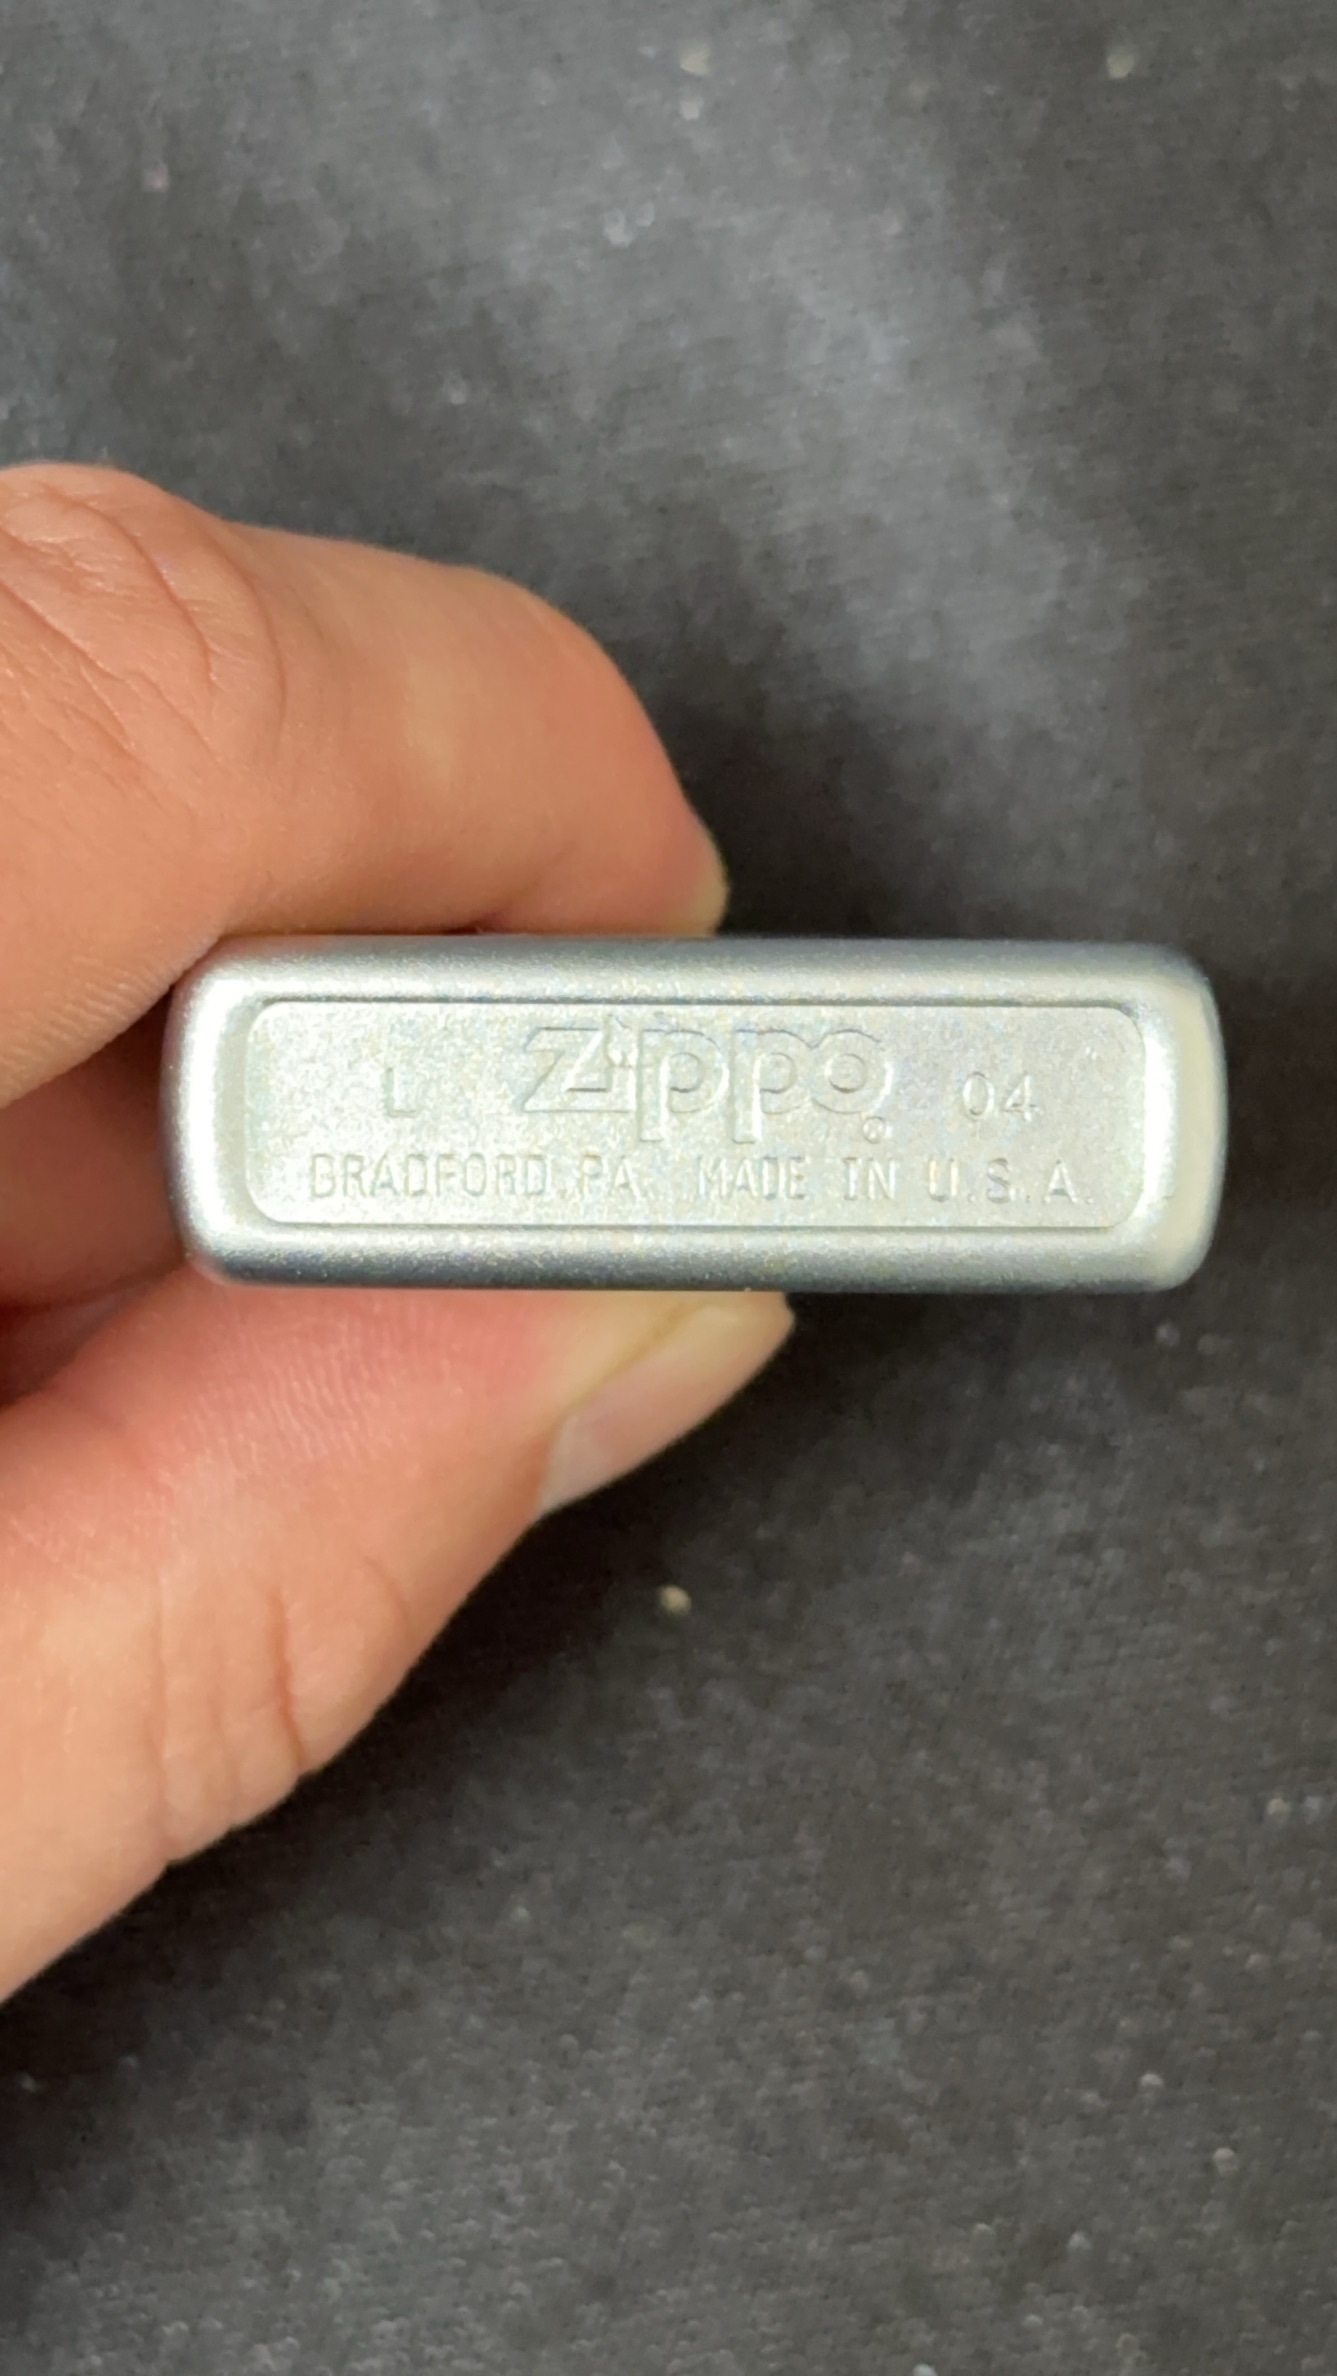 L Zippo® 04
BRADFORD, PA. MADE IN U.S.A.